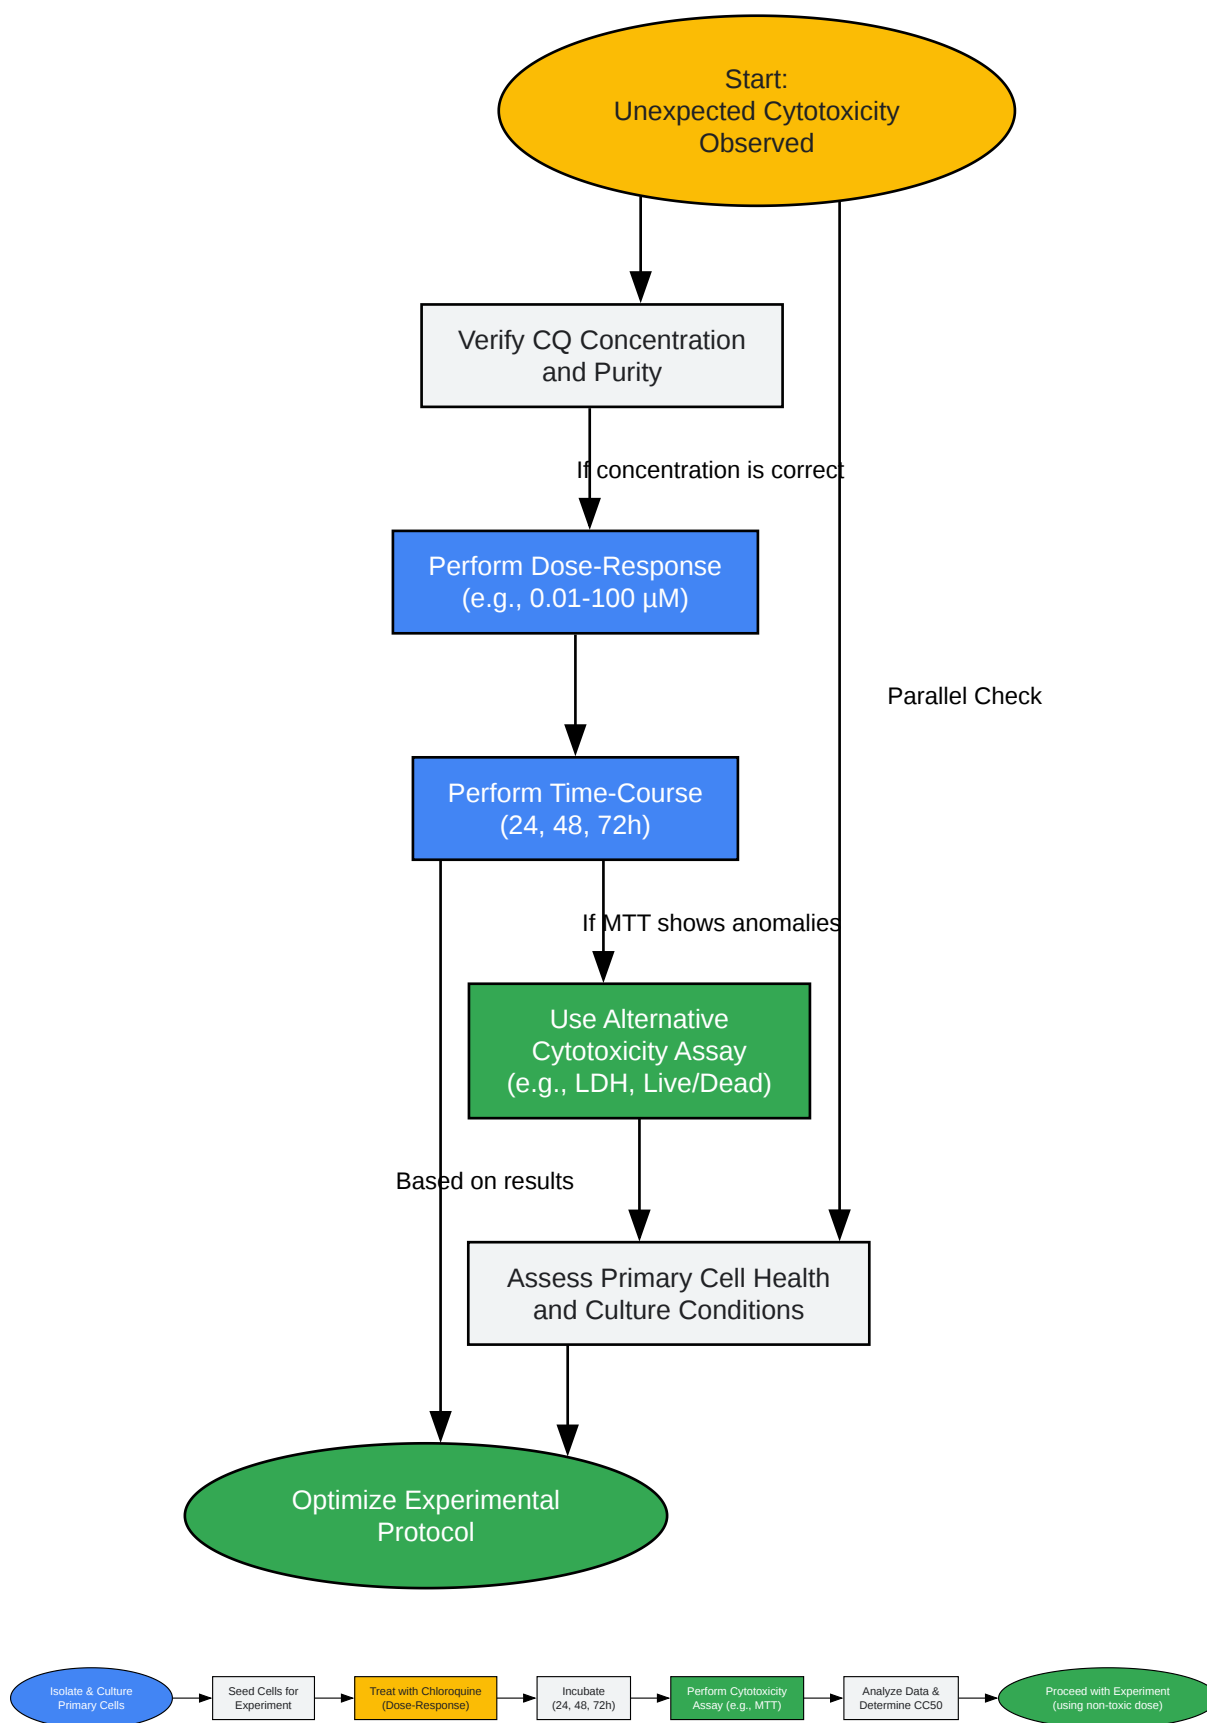 Start:
Unexpected Cytotoxicity
Observed
Verify CQ Concentration
and Purity
If concentration is correct
Perform Dose-Response
(e.g., 0.01-100 µM)
Parallel Check
Perform Time-Course
(24, 48, 72h)
If MTT shows anomalies
Use Alternative
Cytotoxicity Assay
(e.g., LDH, Live/Dead)
Based on results
Assess Primary Cell Health
and Culture Conditions
Optimize Experimental
Protocol
Isolate & Culture
Primary Cells
Seed Cells for
Experiment
Treat with Chloroquine
(Dose-Response)
Incubate
(24, 48, 72h)
Perform Cytotoxicity
Assay (e.g., MTT)
Analyze Data &
Determine CC50
Proceed with Experiment
(using non-toxic dose)